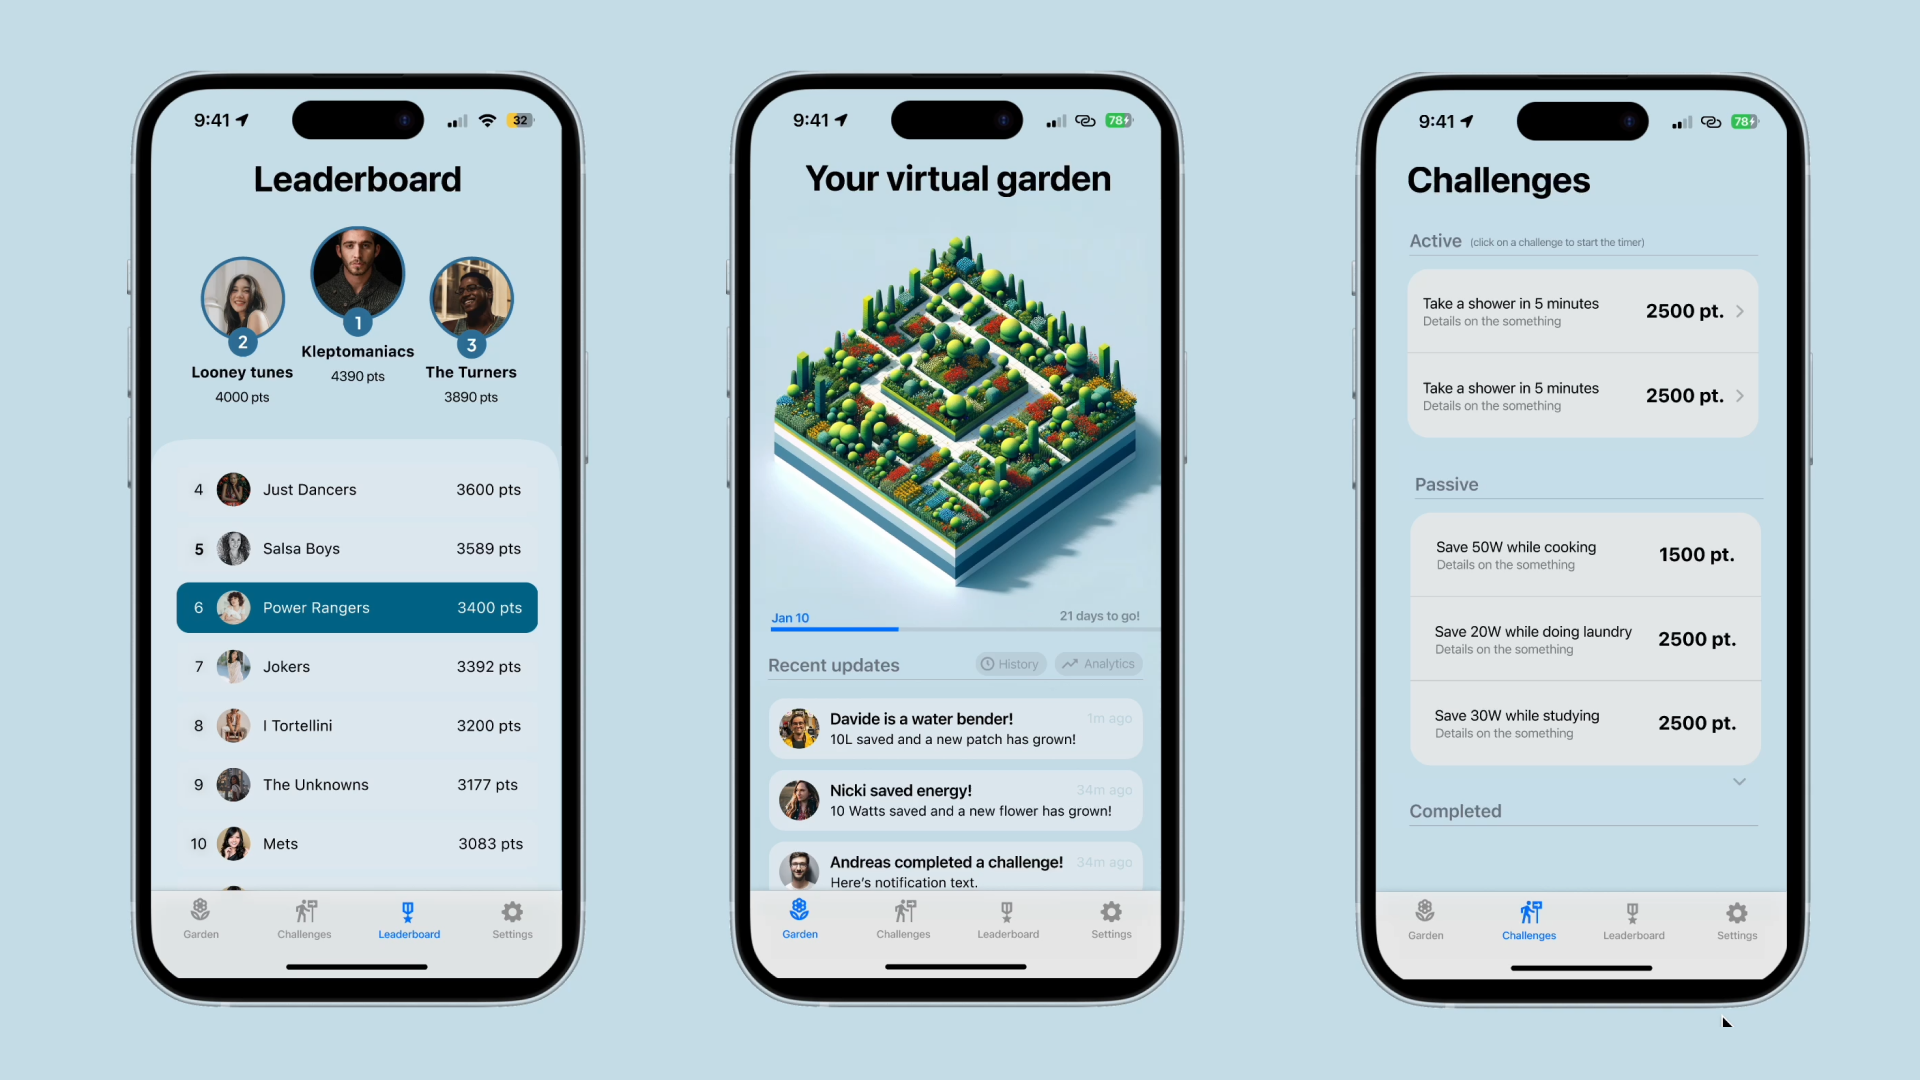 9:41
32
Leaderboard
1
2
3
Kleptomaniacs
4390 pts
Looney tunes
4000 pts
The Turners
3890 pts
4 Just Dancers 3600 pts
5 Salsa Boys 3589 pts
6 Power Rangers 3400 pts
7 Jokers 3392 pts
8 I Tortellini 3200 pts
9 The Unknowns 3177 pts
10 Mets 3083 pts
Garden Challenges Leaderboard Settings
9:41
78
Your virtual garden
Jan 10 21 days to go!
Recent updates History Analytics
Davide is a water bender! 1m ago
10L saved and a new patch has grown!
Nicki saved energy! 34m ago
10 Watts saved and a new flower has grown!
Andreas completed a challenge! 34m ago
Here's notification text.
Garden Challenges Leaderboard Settings
9:41
78
Challenges
Active (click on a challenge to start the timer)
Take a shower in 5 minutes 2500 pt.
Details on the something
Take a shower in 5 minutes 2500 pt.
Details on the something
Passive
Save 50W while cooking 1500 pt.
Details on the something
Save 20W while doing laundry 2500 pt.
Details on the something
Save 30W while studying 2500 pt.
Details on the something
Completed
Garden Challenges Leaderboard Settings